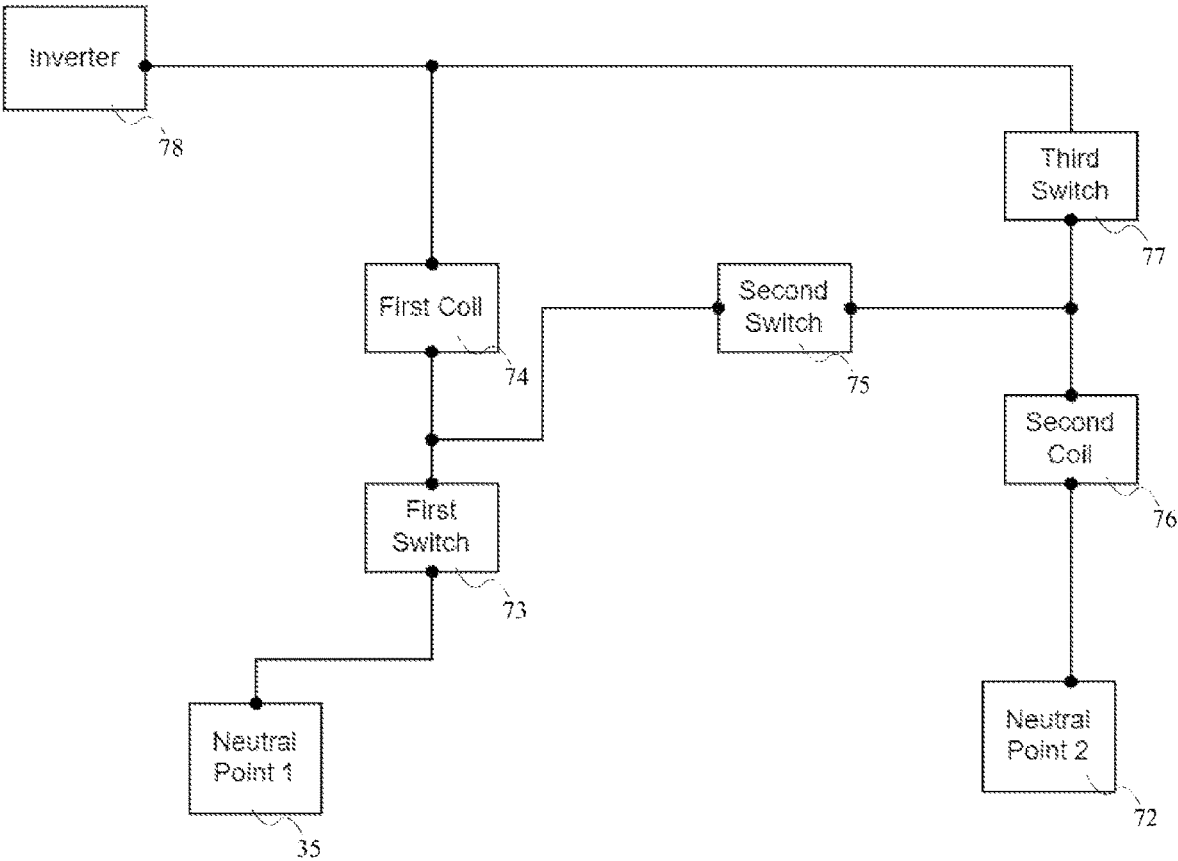 Inverter
78
Third
Switch
77
First Coil
74
Second
Switch
75
Second
Coil
76
First
Switch
73
Neutral
Point 1
35
Neutral
Point 2
72